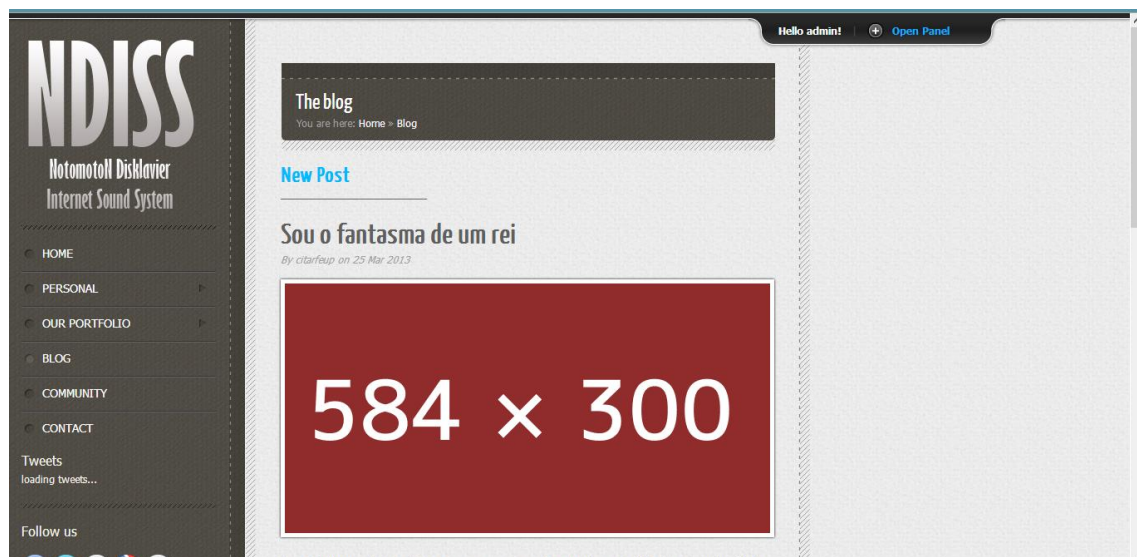 NDISS
NotomotoN Disklavier
Internet Sound System
HOME
PERSONAL
OUR PORTFOLIO
BLOG
COMMUNITY
CONTACT
Tweets
loading tweets...
Follow us
Hello admin!
Open Panel
The blog
You are here: Home » Blog
New Post
Sou o fantasma de um rei
By citarfeup on 25 Mar 2013
584 × 300